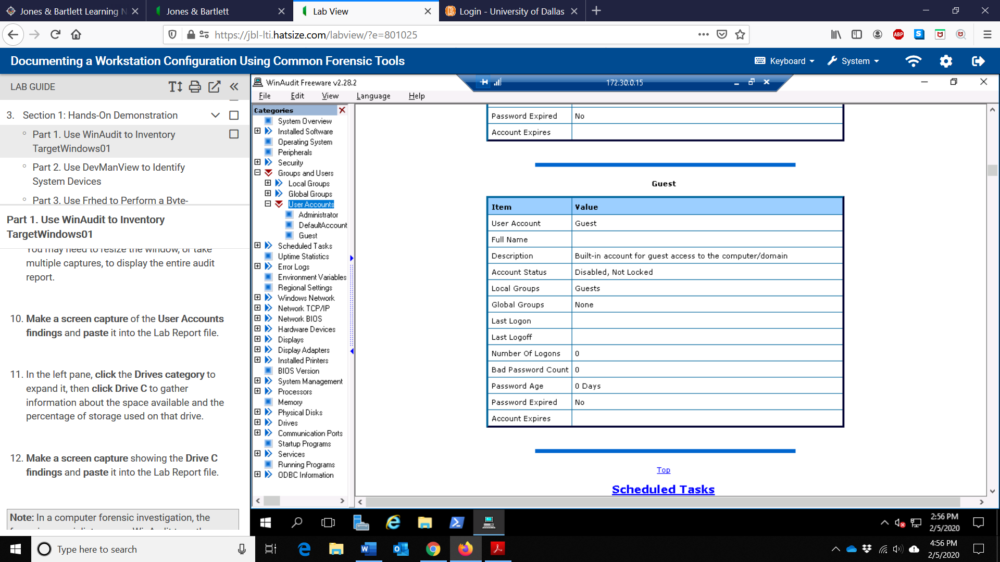 Jones & Bartlett Learning N
Jones & Bartlett
Lab View
Login - University of Dallas
https://jbl-lti.hatsize.com/labview/?e=801025
ABP
S
Documenting a Workstation Configuration Using Common Forensic Tools
Keyboard
System
LAB GUIDE
3. Section 1: Hands-On Demonstration
Part 1. Use WinAudit to Inventory
TargetWindows01
Part 2. Use DevManView to Identify
System Devices
Part 3. Use Frhed to Perform a Byte-
Part 1. Use WinAudit to Inventory
TargetWindows01
You may need to resize the window, or take
multiple captures, to display the entire audit
report.
10. Make a screen capture of the User Accounts
findings and paste it into the Lab Report file.
11. In the left pane, click the Drives category to
expand it, then click Drive C to gather
information about the space available and the
percentage of storage used on that drive.
12. Make a screen capture showing the Drive C
findings and paste it into the Lab Report file.
Note: In a computer forensic investigation, the
WinAudit Freeware v2.28.2
172.30.0.15
File Edit View Language Help
Categories
System Overview
Installed Software
Operating System
Peripherals
Security
Groups and Users
Local Groups
Global Groups
User Accounts
Administrator
DefaultAccount
Guest
Scheduled Tasks
Uptime Statistics
Error Logs
Environment Variables
Regional Settings
Windows Network
Network TCP/IP
Network BIOS
Hardware Devices
Displays
Display Adapters
Installed Printers
BIOS Version
System Management
Processors
Memory
Physical Disks
Drives
Communication Ports
Startup Programs
Services
Running Programs
ODBC Information
Password Expired No
Account Expires
Guest
Item Value
User Account Guest
Full Name
Description Built-in account for guest access to the computer/domain
Account Status Disabled, Not Locked
Local Groups Guests
Global Groups None
Last Logon
Last Logoff
Number Of Logons 0
Bad Password Count 0
Password Age 0 Days
Password Expired No
Account Expires
Top
Scheduled Tasks
2:56 PM
2/5/2020
Type here to search
4:56 PM
2/5/2020